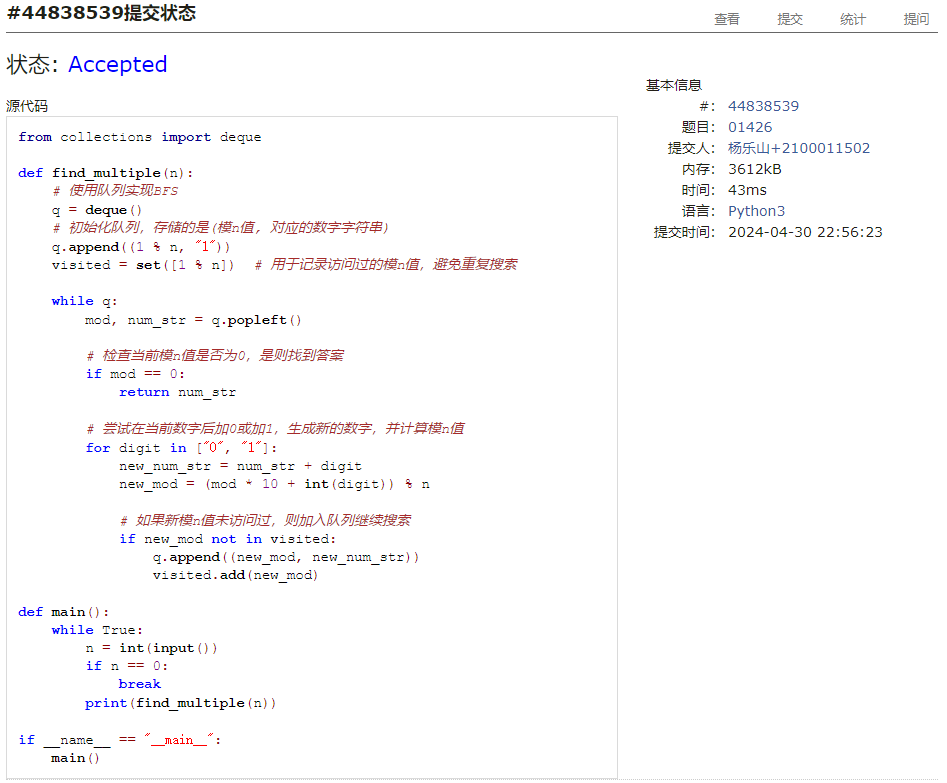 #44838539提交状态
查看 提交 统计 提问
状态: Accepted
源代码
from collections import deque

def find_multiple(n):
    # 使用队列实现BFS
    q = deque()
    # 初始化队列, 存储的是(模n值, 对应的数字字符串)
    q.append((1 % n, "1"))
    visited = set([1 % n])  # 用于记录访问过的模n值, 避免重复搜索

    while q:
        mod, num_str = q.popleft()

        # 检查当前模n值是否为0, 是则找到答案
        if mod == 0:
            return num_str

        # 尝试在当前数字后加0或加1, 生成新的数字, 并计算模n值
        for digit in ["0", "1"]:
            new_num_str = num_str + digit
            new_mod = (mod * 10 + int(digit)) % n

            # 如果新模n值未访问过, 则加入队列继续搜索
            if new_mod not in visited:
                q.append((new_mod, new_num_str))
                visited.add(new_mod)

def main():
    while True:
        n = int(input())
        if n == 0:
            break
        print(find_multiple(n))

if __name__ == "__main__":
    main()
基本信息
#: 44838539
题目: 01426
提交人: 杨乐山+2100011502
内存: 3612kB
时间: 43ms
语言: Python3
提交时间: 2024-04-30 22:56:23